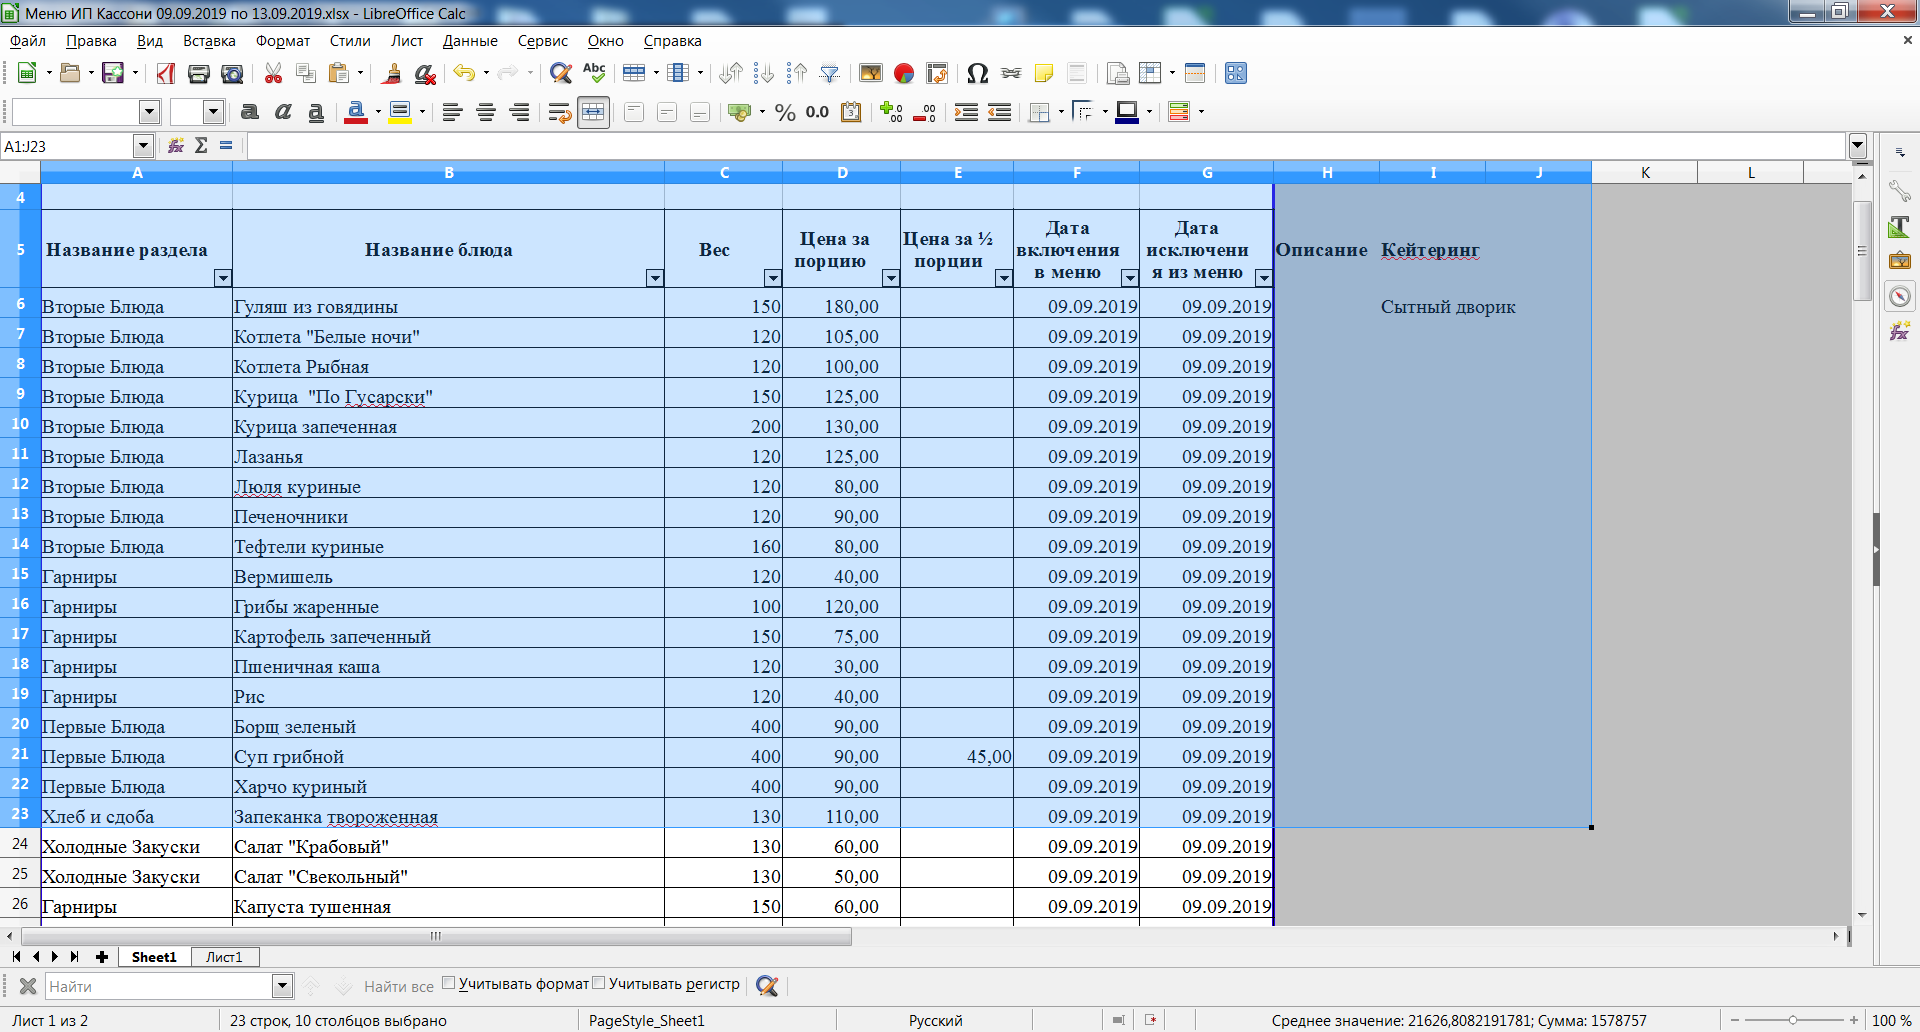 Меню ИП Кассони 09.09.2019 по 13.09.2019.xlsx - LibreOffice Calc
Файл Правка Вид Вставка Формат Стили Лист Данные Сервис Окно Справка
A1:J23
A B C D E F G H I J K L
4
5 Название раздела Название блюда Вес Цена за порцию Цена за ½ порции Дата включения в меню Дата исключени я из меню Описание Кейтеринг
6 Вторые Блюда Гуляш из говядины 150 180,00 09.09.2019 09.09.2019 Сытный дворик
7 Вторые Блюда Котлета "Белые ночи" 120 105,00 09.09.2019 09.09.2019
8 Вторые Блюда Котлета Рыбная 120 100,00 09.09.2019 09.09.2019
9 Вторые Блюда Курица "По Гусарски" 150 125,00 09.09.2019 09.09.2019
10 Вторые Блюда Курица запеченная 200 130,00 09.09.2019 09.09.2019
11 Вторые Блюда Лазанья 120 125,00 09.09.2019 09.09.2019
12 Вторые Блюда Люля куриные 120 80,00 09.09.2019 09.09.2019
13 Вторые Блюда Печеночники 120 90,00 09.09.2019 09.09.2019
14 Вторые Блюда Тефтели куриные 160 80,00 09.09.2019 09.09.2019
15 Гарниры Вермишель 120 40,00 09.09.2019 09.09.2019
16 Гарниры Грибы жаренные 100 120,00 09.09.2019 09.09.2019
17 Гарниры Картофель запеченный 150 75,00 09.09.2019 09.09.2019
18 Гарниры Пшеничная каша 120 30,00 09.09.2019 09.09.2019
19 Гарниры Рис 120 40,00 09.09.2019 09.09.2019
20 Первые Блюда Борщ зеленый 400 90,00 09.09.2019 09.09.2019
21 Первые Блюда Суп грибной 400 90,00 45,00 09.09.2019 09.09.2019
22 Первые Блюда Харчо куриный 400 90,00 09.09.2019 09.09.2019
23 Хлеб и сдоба Запеканка твороженная 130 110,00 09.09.2019 09.09.2019
24 Холодные Закуски Салат "Крабовый" 130 60,00 09.09.2019 09.09.2019
25 Холодные Закуски Салат "Свекольный" 130 50,00 09.09.2019 09.09.2019
26 Гарниры Капуста тушенная 150 60,00 09.09.2019 09.09.2019
Sheet1 Лист1
Найти Найти все Учитывать формат Учитывать регистр
Лист 1 из 2 23 строк, 10 столбцов выбрано PageStyle_Sheet1 Русский Среднее значение: 21626,8082191781; Сумма: 1578757 100 %